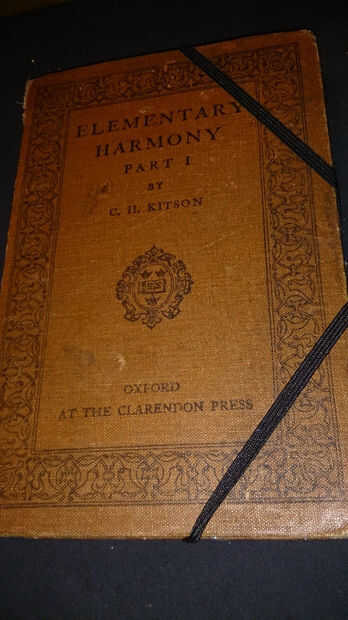 ELEMENTARY
HARMONY
PART I
BY
C. H. KITSON
OXFORD
AT THE CLARENDON PRESS